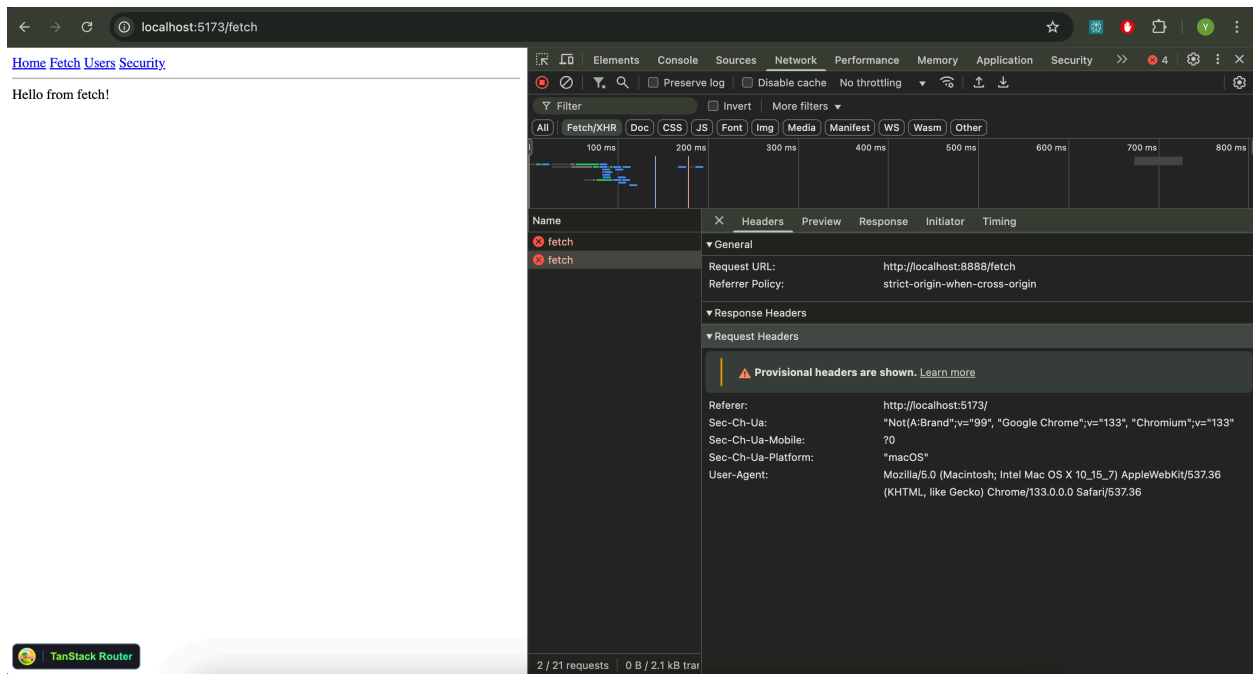 localhost:5173/fetch
Y
Home Fetch Users Security
Hello from fetch!
Elements Console Sources Network Performance Memory Application Security 4
Preserve log Disable cache No throttling
Filter Invert More filters
All Fetch/XHR Doc CSS JS Font Img Media Manifest WS Wasm Other
100 ms 200 ms 300 ms 400 ms 500 ms 600 ms 700 ms 800 ms
Name Headers Preview Response Initiator Timing
fetch
fetch
General
Request URL: http://localhost:8888/fetch
Referrer Policy: strict-origin-when-cross-origin
Response Headers
Request Headers
Provisional headers are shown. Learn more
Referer: http://localhost:5173/
Sec-Ch-Ua: "Not(A:Brand";v="99", "Google Chrome";v="133", "Chromium";v="133"
Sec-Ch-Ua-Mobile: ?0
Sec-Ch-Ua-Platform: "macOS"
User-Agent: Mozilla/5.0 (Macintosh; Intel Mac OS X 10_15_7) AppleWebKit/537.36
(KHTML, like Gecko) Chrome/133.0.0.0 Safari/537.36
TanStack Router
2 / 21 requests 0 B / 2.1 kB tran